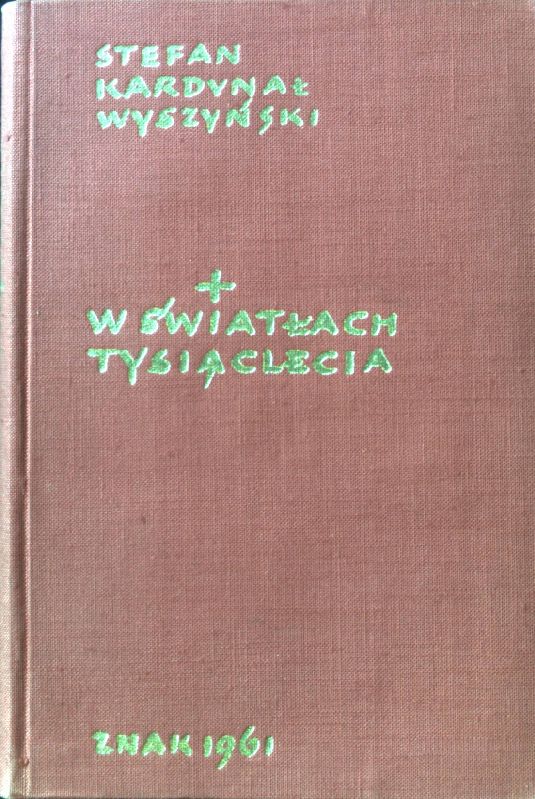 STEFAN
KARDYNAŁ
WYSZYŃSKI
W ŚWIATŁACH
TYSIĄCLECIA
ZNAK 1961